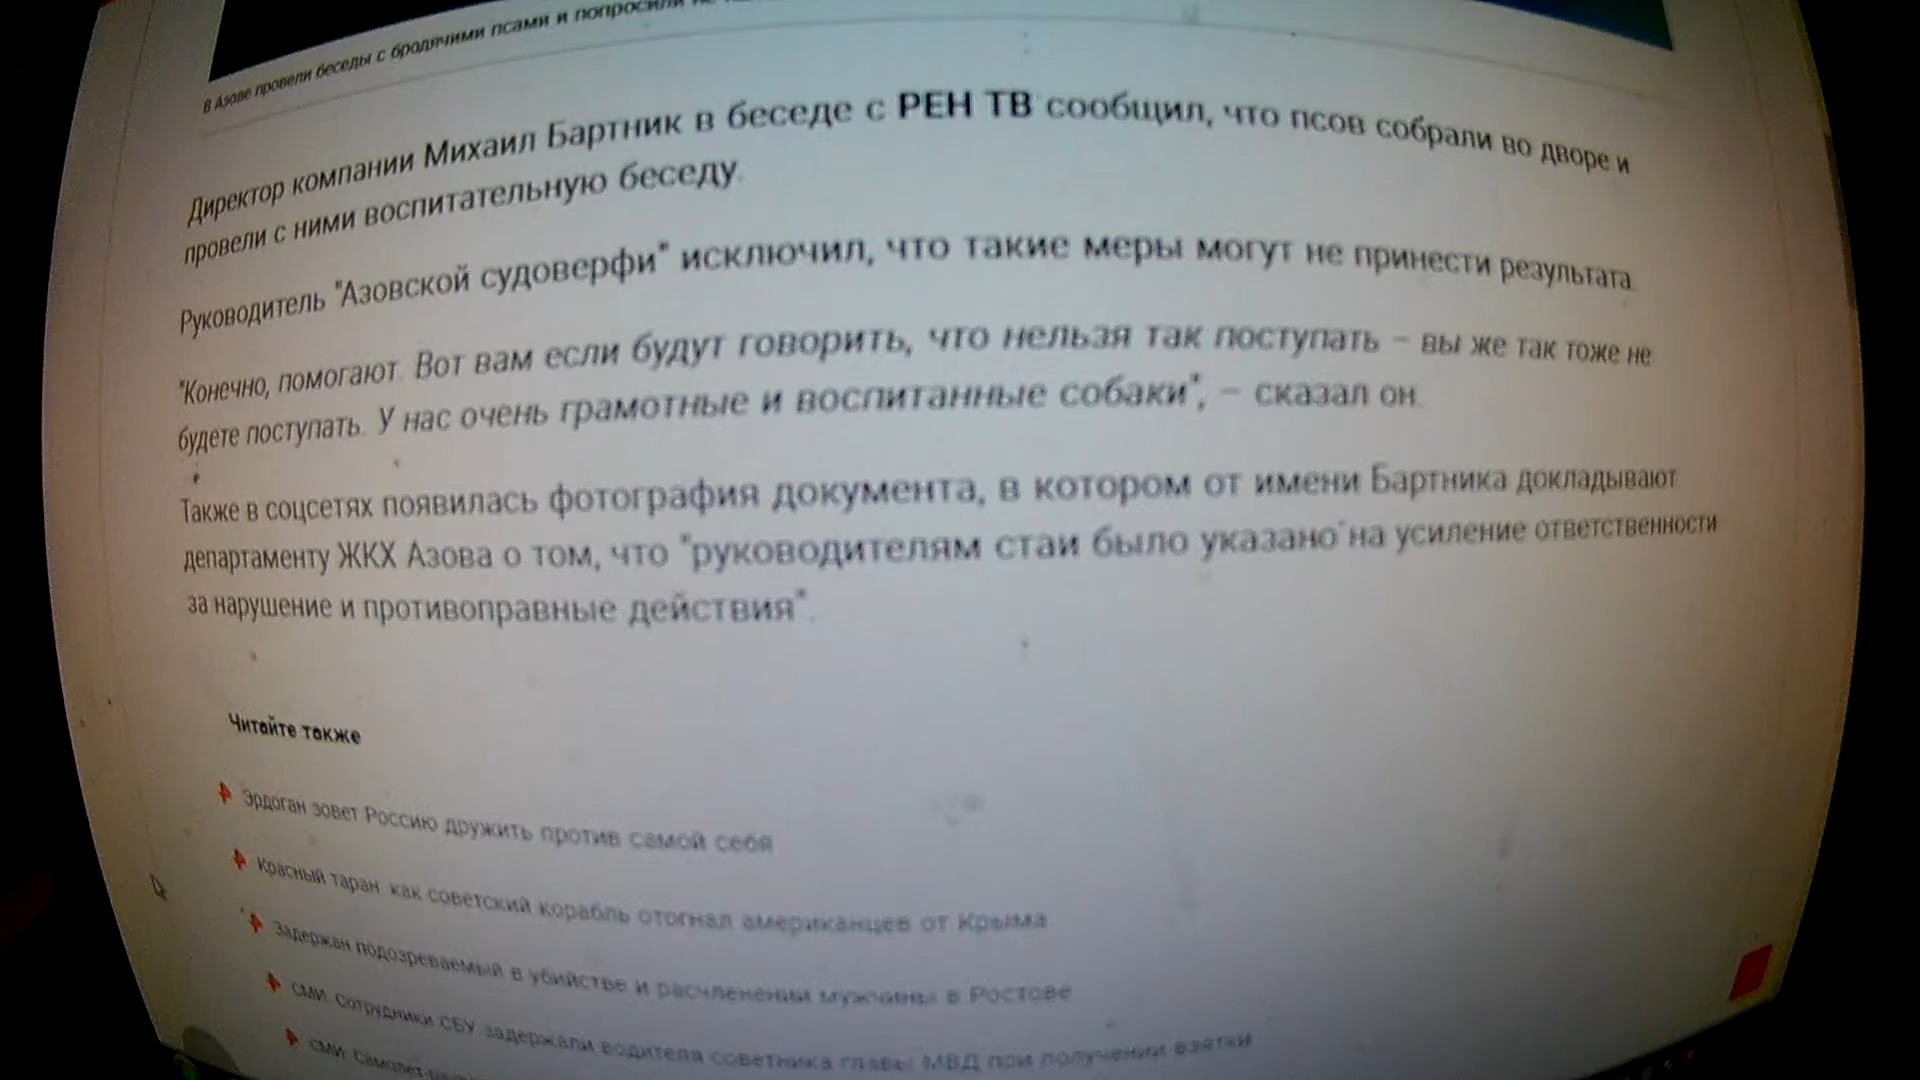 В Азове провели беседы с бродячими псами и попросили не
Директор компании Михаил Бартник в беседе с РЕН ТВ сообщил, что псов собрали во дворе и
провели с ними воспитательную беседу.
Руководитель "Азовской судоверфи" исключил, что такие меры могут не принести результата.
"Конечно, помогают. Вот вам если будут говорить, что нельзя так поступать – вы же так тоже не
будете поступать. У нас очень грамотные и воспитанные собаки", – сказал он.
Также в соцсетях появилась фотография документа, в котором от имени Бартника докладывают
департаменту ЖКХ Азова о том, что "руководителям стаи было указано на усиление ответственности
за нарушение и противоправные действия".
Читайте также
Эрдоган зовет Россию дружить против самой себя
Красный таран: как советский корабль отогнал американцев от Крыма
Задержан подозреваемый в убийстве и расчленении мужчины в Ростове
СМИ: Сотрудники СБУ задержали водителя советника главы МВД при получении взятки
СМИ: Самолет-